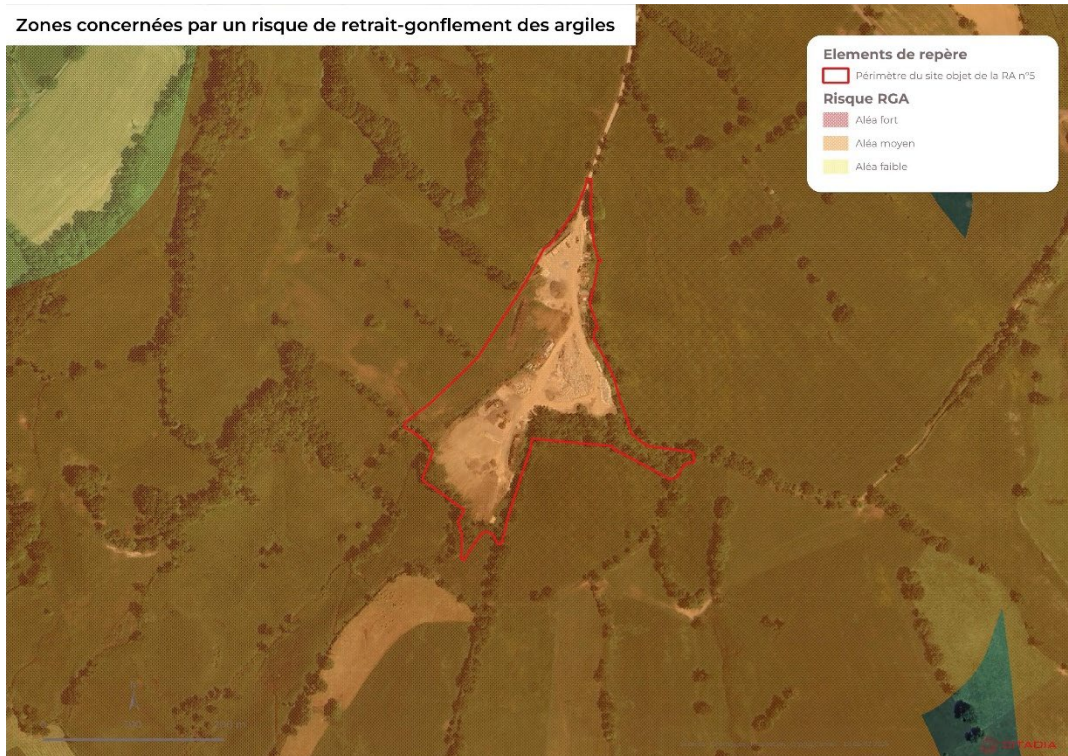 Zones concernées par un risque de retrait-gonflement des argiles
Elements de repère
Périmètre du site objet de la RA n°5
Risque RGA
Aléa fort
Aléa moyen
Aléa faible